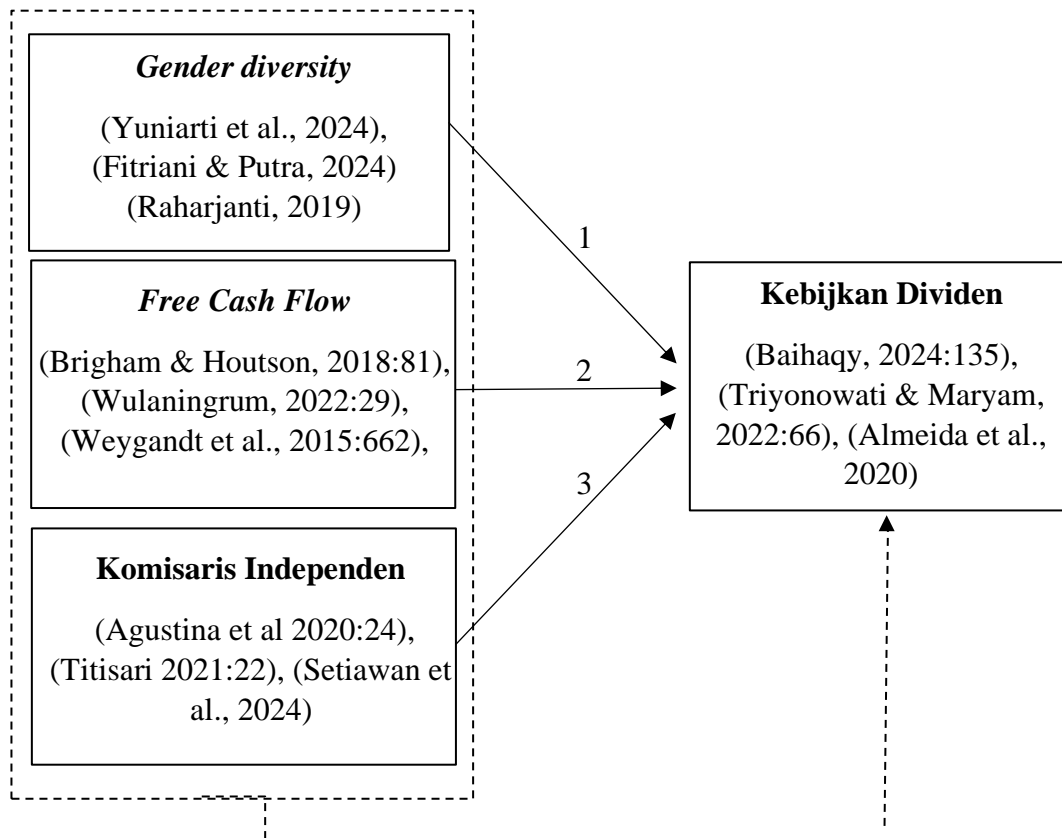 Gender diversity
(Yuniarti et al., 2024),
(Fitriani & Putra, 2024)
(Raharjanti, 2019)
1
Free Cash Flow
(Brigham & Houtson, 2018:81),
(Wulaningrum, 2022:29),
(Weygandt et al., 2015:662),
2
Komisaris Independen
(Agustina et al 2020:24),
(Titisari 2021:22), (Setiawan et
al., 2024)
3
Kebijkan Dividen
(Baihaqy, 2024:135),
(Triyonowati & Maryam,
2022:66), (Almeida et al.,
2020)